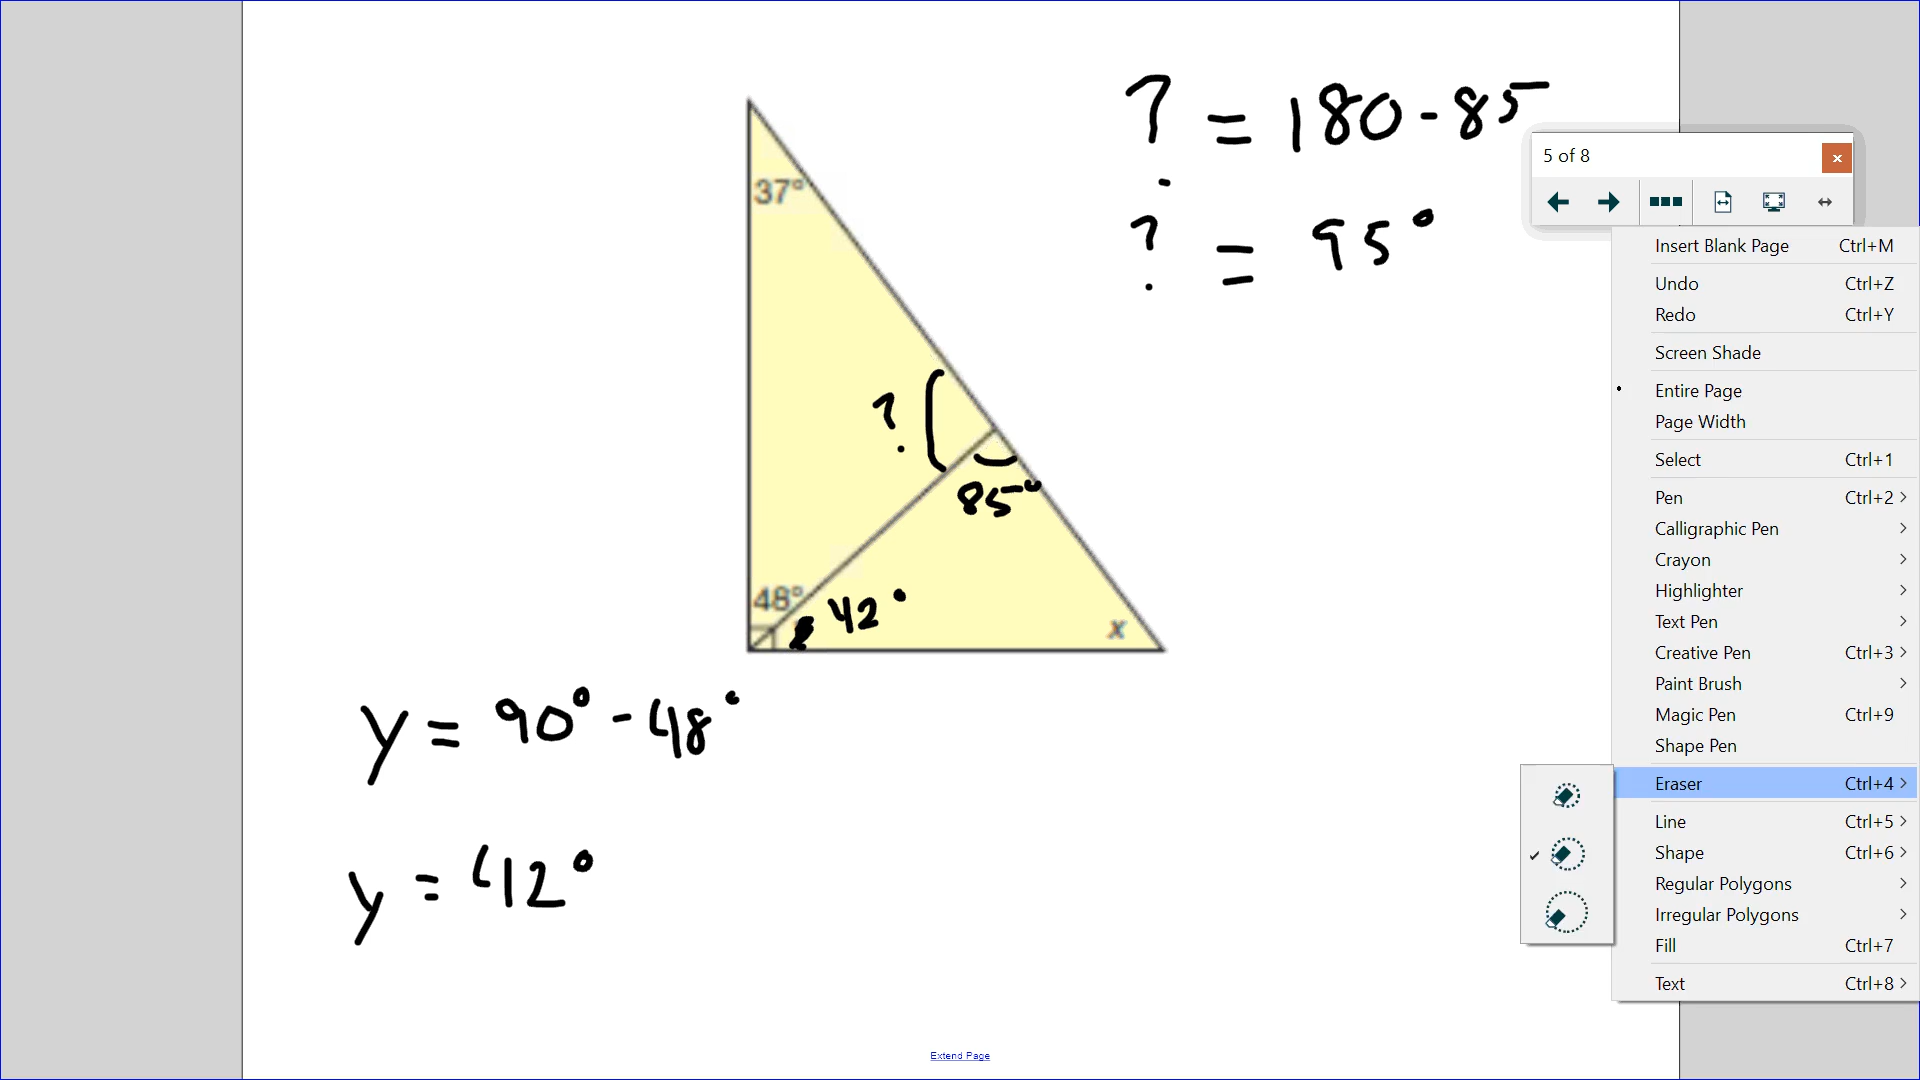 ? = 180 - 85
? = 95°
37°
?
85°
48°
42°
x
y = 90° - 48°
y = 42°
Extend Page
5 of 8
Insert Blank Page Ctrl+M
Undo Ctrl+Z
Redo Ctrl+Y
Screen Shade
Entire Page
Page Width
Select Ctrl+1
Pen Ctrl+2
Calligraphic Pen
Crayon
Highlighter
Text Pen
Creative Pen Ctrl+3
Paint Brush
Magic Pen Ctrl+9
Shape Pen
Eraser Ctrl+4
Line Ctrl+5
Shape Ctrl+6
Regular Polygons
Irregular Polygons
Fill Ctrl+7
Text Ctrl+8